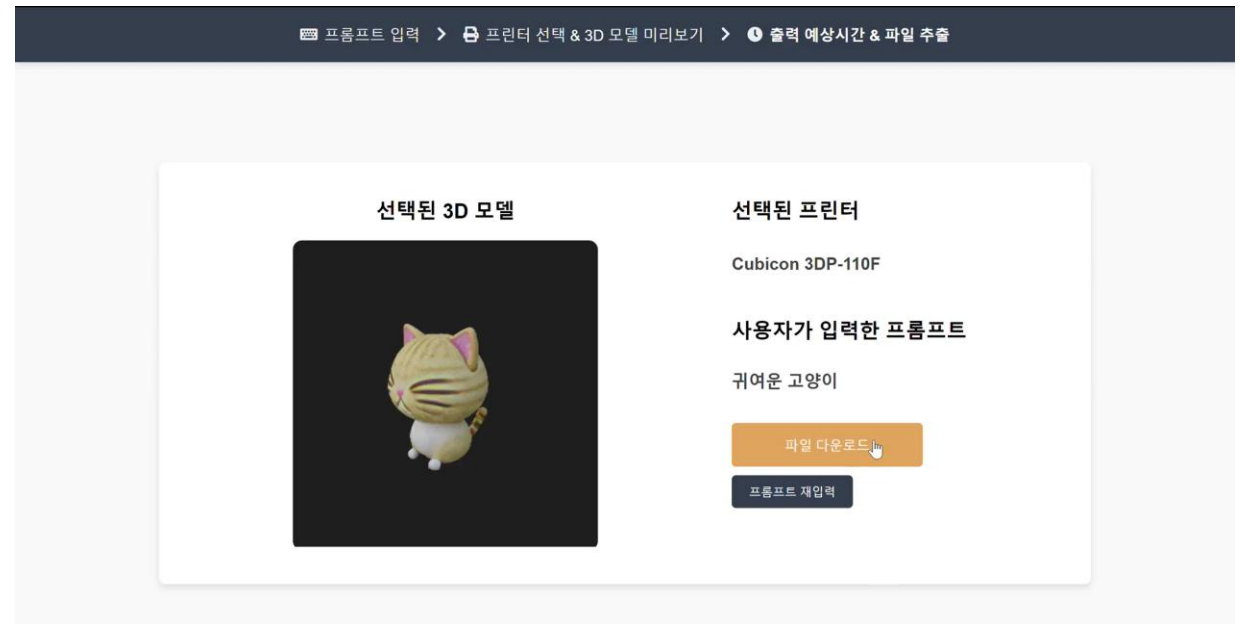 프롬프트 입력 > 프린터 선택 & 3D 모델 미리보기 > 출력 예상시간 & 파일 추출
선택된 3D 모델
선택된 프린터
Cubicon 3DP-110F
사용자가 입력한 프롬프트
귀여운 고양이
파일 다운로드
프롬프트 재입력